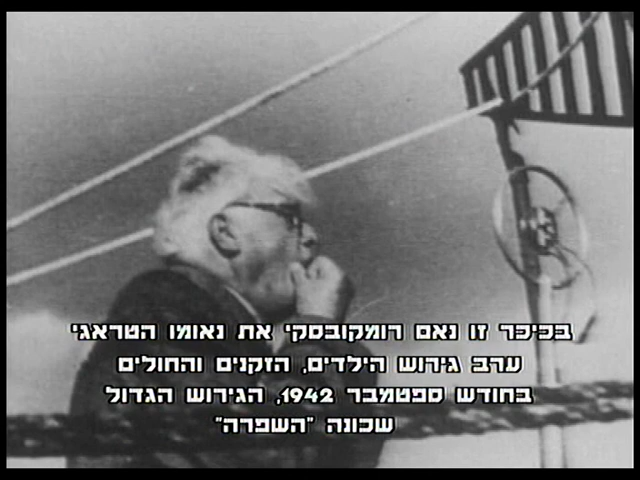 בכיכר זו נאם רומקובסקי את נאומו הטראגי
ערב גירוש הילדים, הזקנים והחולים
בחודש ספטמבר 1942, הגירוש הגדול
שכונה "השפרה"